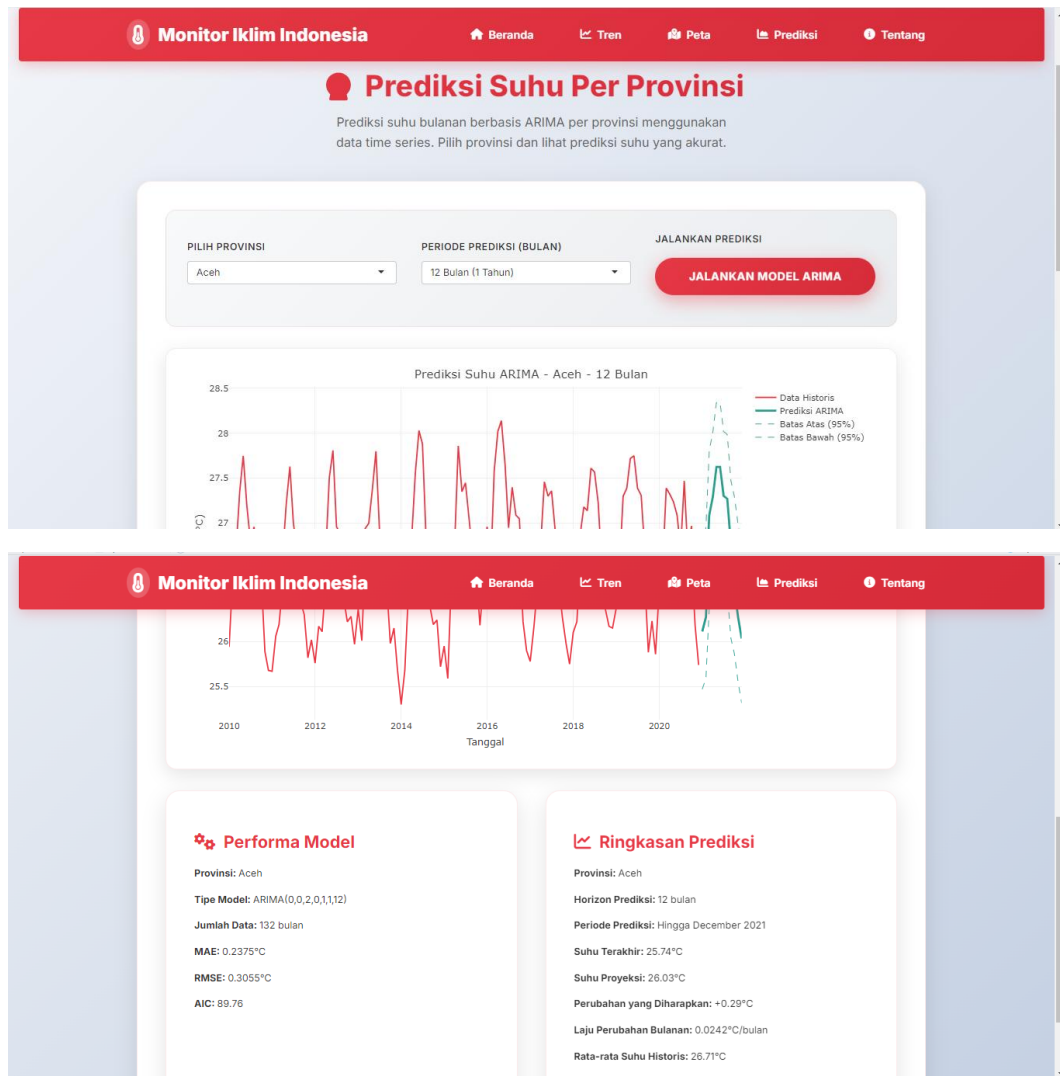 Monitor Iklim Indonesia
Beranda
Tren
Peta
Prediksi
Tentang
Prediksi Suhu Per Provinsi
Prediksi suhu bulanan berbasis ARIMA per provinsi menggunakan
data time series. Pilih provinsi dan lihat prediksi suhu yang akurat.
PILIH PROVINSI
Aceh
PERIODE PREDIKSI (BULAN)
12 Bulan (1 Tahun)
JALANKAN PREDIKSI
JALANKAN MODEL ARIMA
Prediksi Suhu ARIMA - Aceh - 12 Bulan
28.5
28
27.5
27
Data Historis
Prediksi ARIMA
Batas Atas (95%)
Batas Bawah (95%)
Monitor Iklim Indonesia
Beranda
Tren
Peta
Prediksi
Tentang
26
25.5
2010
2012
2014
2016
2018
2020
Tanggal
Performa Model
Provinsi: Aceh
Tipe Model: ARIMA(0,0,2,0,1,1,12)
Jumlah Data: 132 bulan
MAE: 0.2375°C
RMSE: 0.3055°C
AIC: 89.76
Ringkasan Prediksi
Provinsi: Aceh
Horizon Prediksi: 12 bulan
Periode Prediksi: Hingga December 2021
Suhu Terakhir: 25.74°C
Suhu Proyeksi: 26.03°C
Perubahan yang Diharapkan: +0.29°C
Laju Perubahan Bulanan: 0.0242°C/bulan
Rata-rata Suhu Historis: 26.71°C